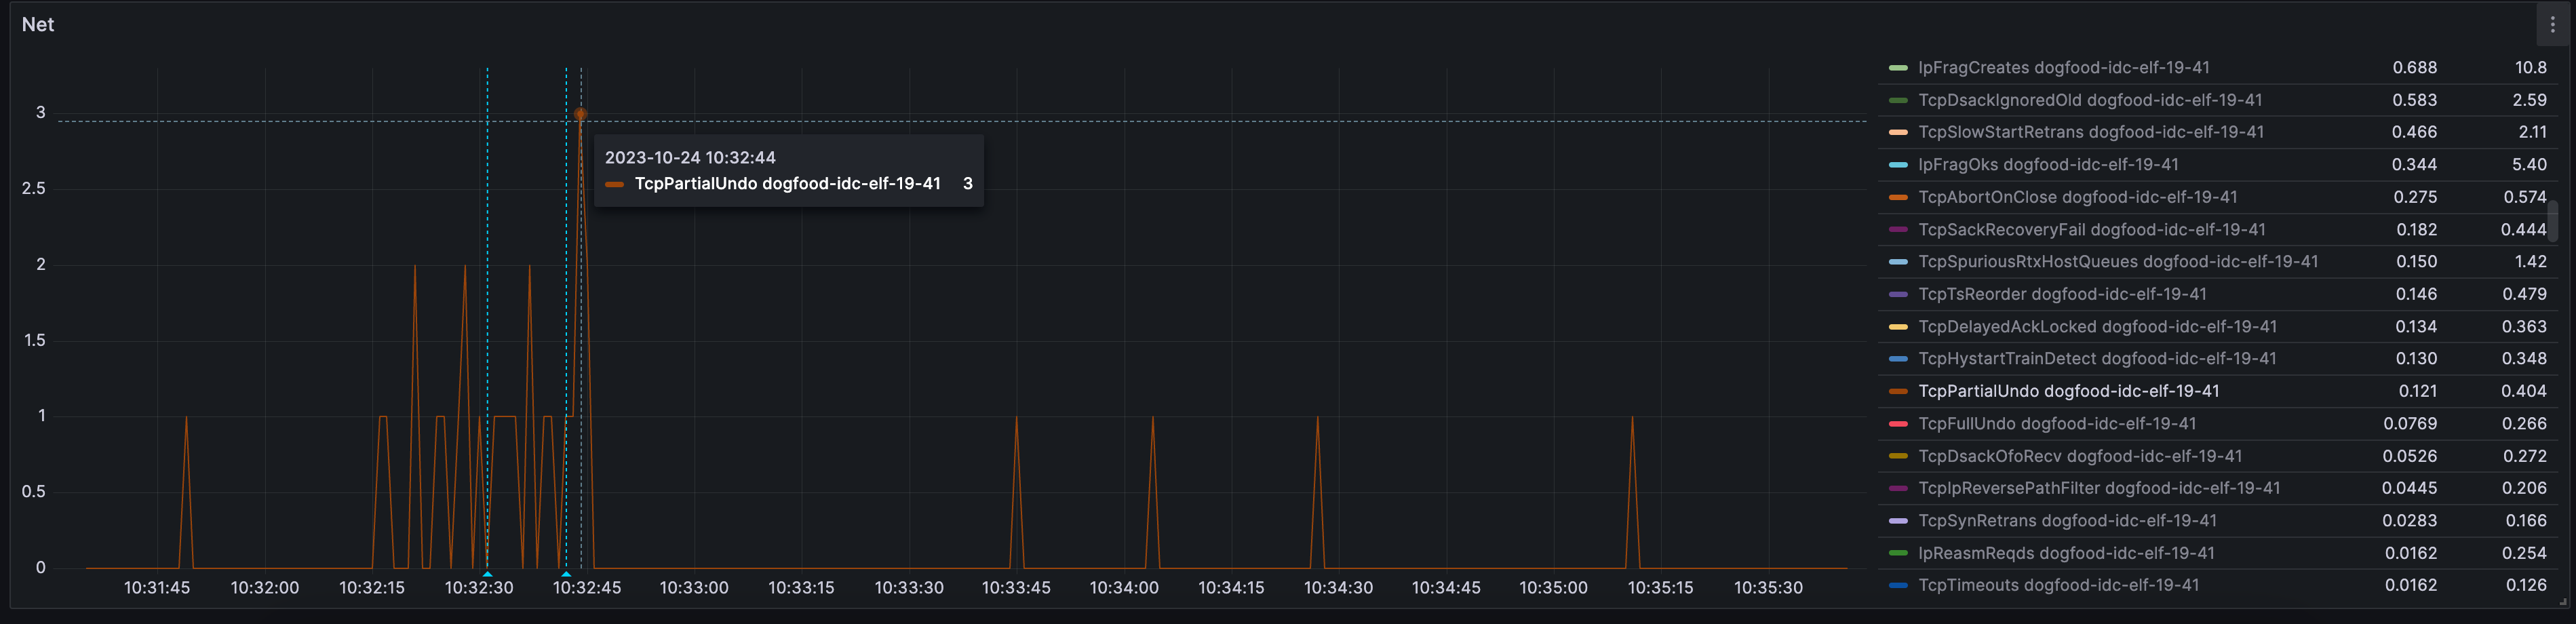 Net
3
2.5
2
1.5
1
0.5
0
10:31:45 10:32:00 10:32:15 10:32:30 10:32:45 10:33:00 10:33:15 10:33:30 10:33:45 10:34:00 10:34:15 10:34:30 10:34:45 10:35:00 10:35:15 10:35:30
2023-10-24 10:32:44
TcpPartialUndo dogfood-idc-elf-19-41 3
IpFragCreates dogfood-idc-elf-19-41 0.688 10.8
TcpDsackIgnoredOld dogfood-idc-elf-19-41 0.583 2.59
TcpSlowStartRetrans dogfood-idc-elf-19-41 0.466 2.11
IpFragOks dogfood-idc-elf-19-41 0.344 5.40
TcpAbortOnClose dogfood-idc-elf-19-41 0.275 0.574
TcpSackRecoveryFail dogfood-idc-elf-19-41 0.182 0.444
TcpSpuriousRtxHostQueues dogfood-idc-elf-19-41 0.150 1.42
TcpTsReorder dogfood-idc-elf-19-41 0.146 0.479
TcpDelayedAckLocked dogfood-idc-elf-19-41 0.134 0.363
TcpHystartTrainDetect dogfood-idc-elf-19-41 0.130 0.348
TcpPartialUndo dogfood-idc-elf-19-41 0.121 0.404
TcpFullUndo dogfood-idc-elf-19-41 0.0769 0.266
TcpDsackOfoRecv dogfood-idc-elf-19-41 0.0526 0.272
TcpIpReversePathFilter dogfood-idc-elf-19-41 0.0445 0.206
TcpSynRetrans dogfood-idc-elf-19-41 0.0283 0.166
IpReasmReqds dogfood-idc-elf-19-41 0.0162 0.254
TcpTimeouts dogfood-idc-elf-19-41 0.0162 0.126